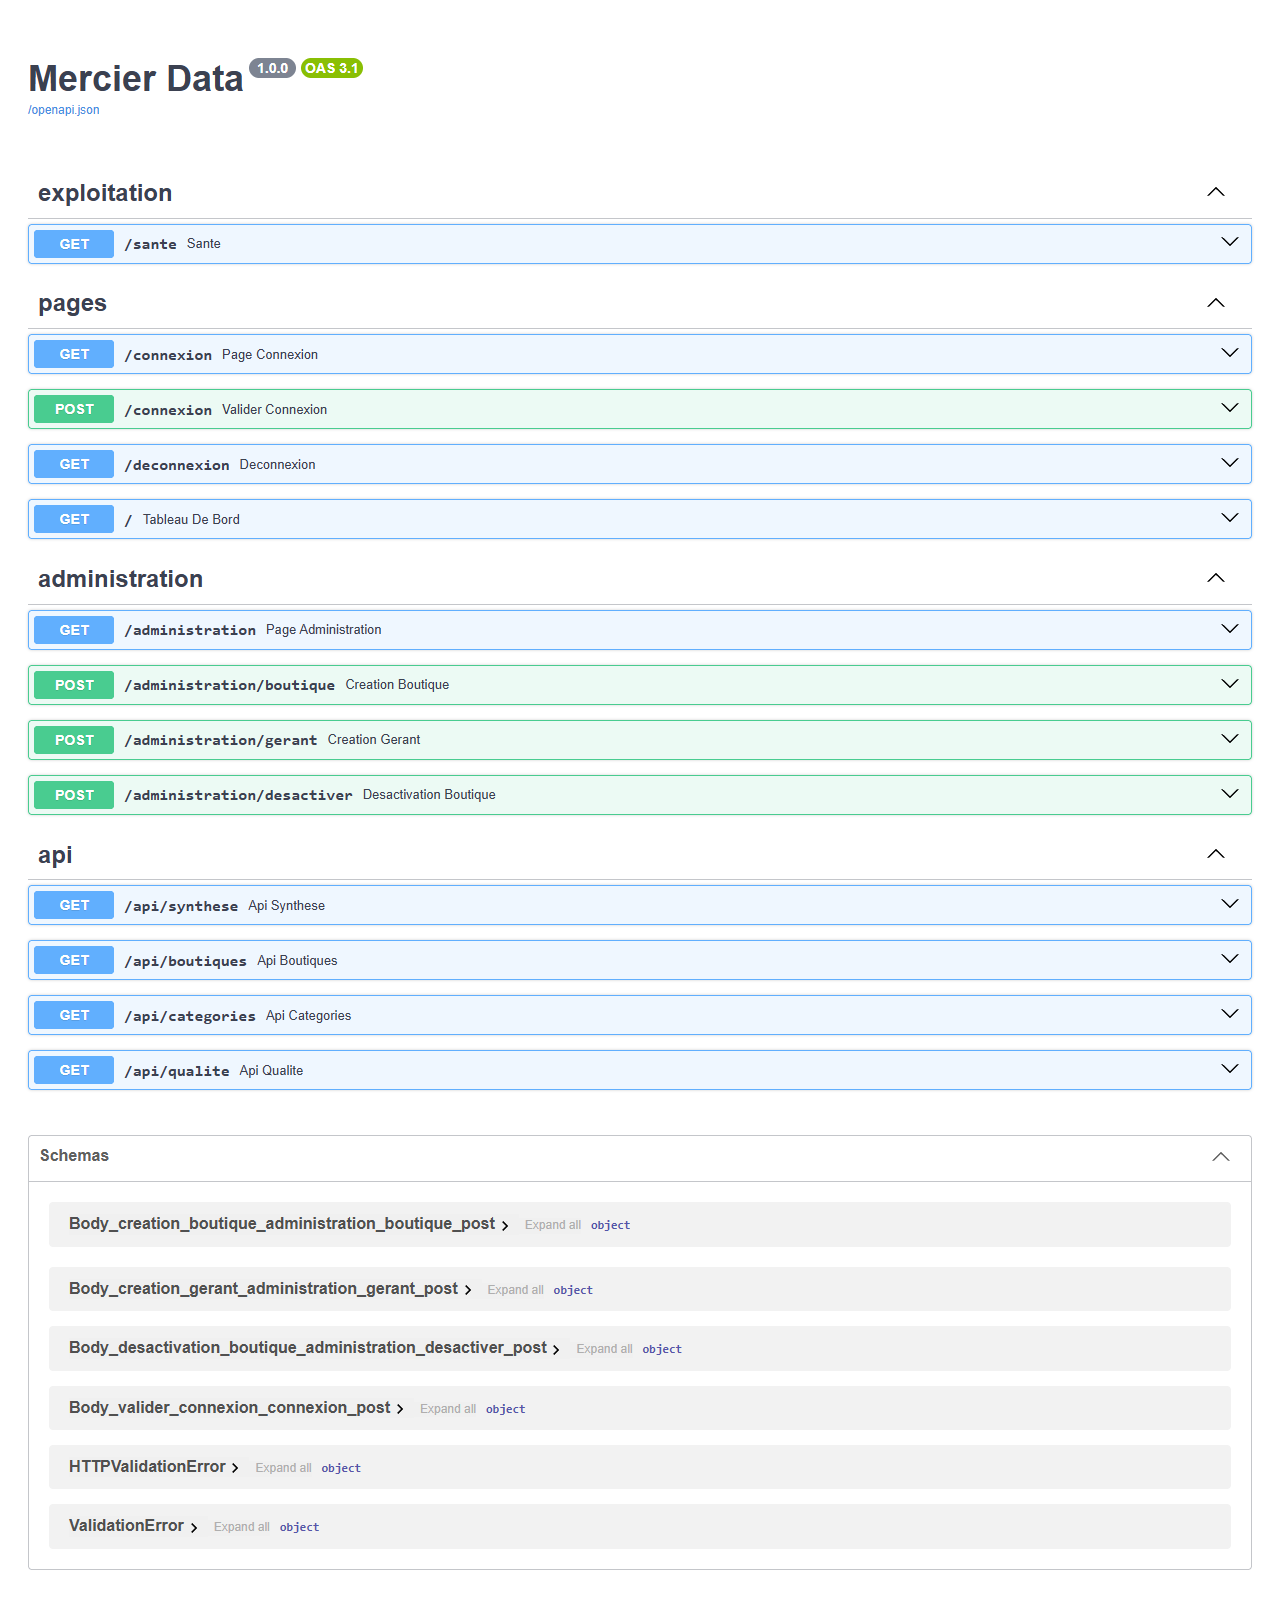 Mercier Data 1.0.0 OAS 3.1
/openapi.json
exploitation
GET /sante Sante
pages
GET /connexion Page Connexion
POST /connexion Valider Connexion
GET /deconnexion Deconnexion
GET / Tableau De Bord
administration
GET /administration Page Administration
POST /administration/boutique Creation Boutique
POST /administration/gerant Creation Gerant
POST /administration/desactiver Desactivation Boutique
api
GET /api/synthese Api Synthese
GET /api/boutiques Api Boutiques
GET /api/categories Api Categories
GET /api/qualite Api Qualite
Schemas
Body_creation_boutique_administration_boutique_post Expand all object
Body_creation_gerant_administration_gerant_post Expand all object
Body_desactivation_boutique_administration_desactiver_post Expand all object
Body_valider_connexion_connexion_post Expand all object
HTTPValidationError Expand all object
ValidationError Expand all object